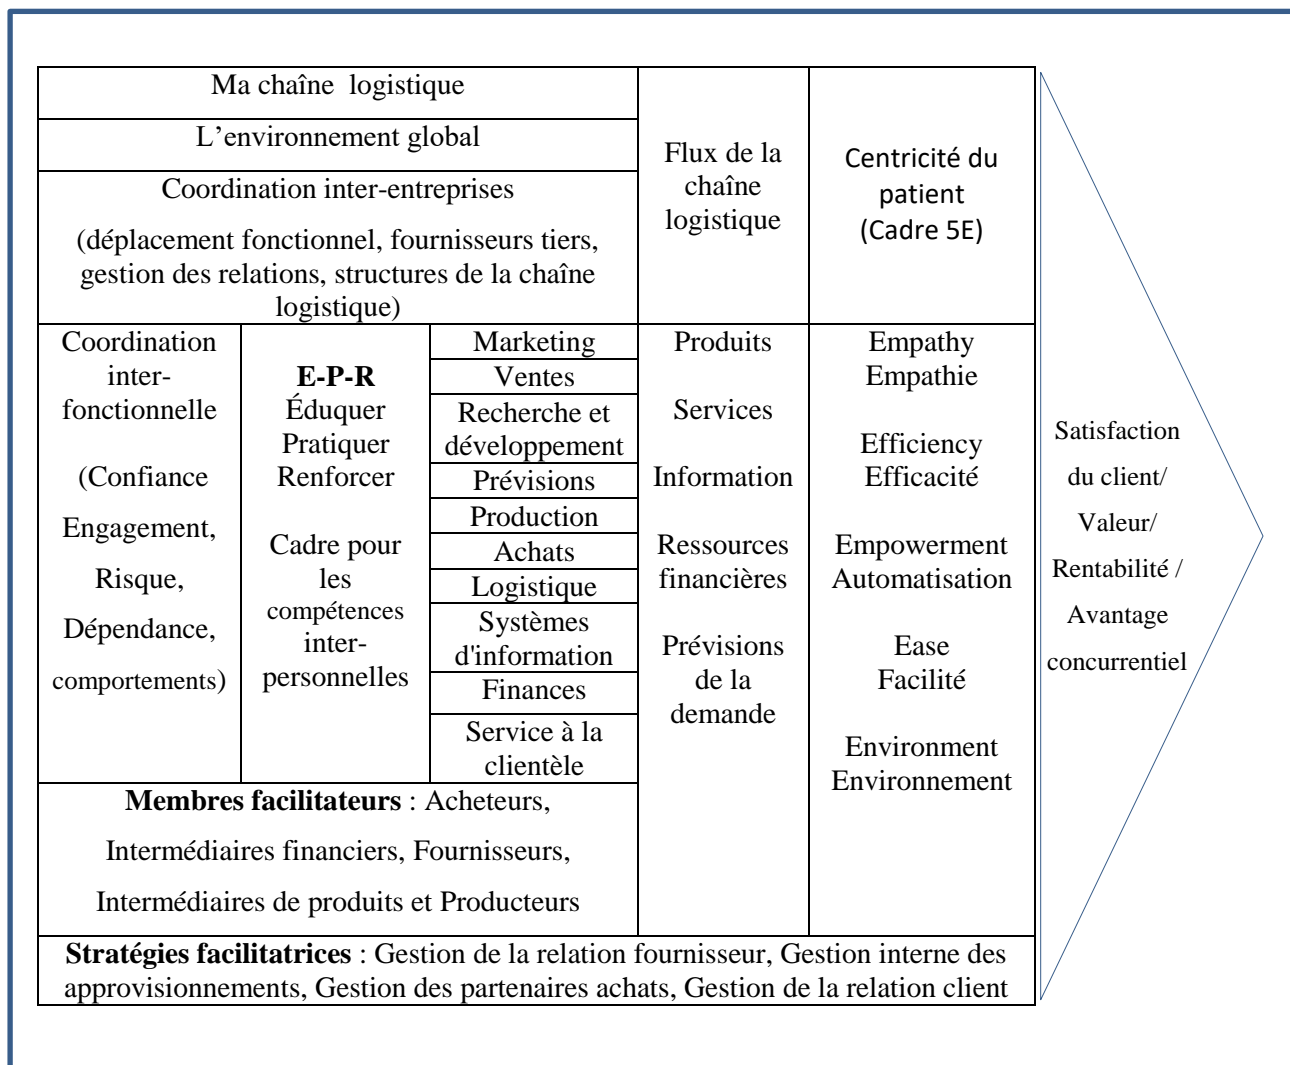 Ma chaîne logistique
L’environnement global
Coordination inter-entreprises
(déplacement fonctionnel, fournisseurs tiers,
gestion des relations, structures de la chaîne
logistique)
Flux de la
chaîne
logistique
Centricité du
patient
(Cadre 5E)
Coordination
inter-
fonctionnelle
(Confiance
Engagement,
Risque,
Dépendance,
comportements)
E-P-R
Éduquer
Pratiquer
Renforcer
Cadre pour
les
compétences
inter-
personnelles
Marketing
Ventes
Recherche et
développement
Prévisions
Production
Achats
Logistique
Systèmes
d'information
Finances
Service à la
clientèle
Produits
Services
Information
Ressources
financières
Prévisions
de la
demande
Empathy
Empathie
Efficiency
Efficacité
Empowerment
Automatisation
Ease
Facilité
Environment
Environnement
Membres facilitateurs : Acheteurs,
Intermédiaires financiers, Fournisseurs,
Intermédiaires de produits et Producteurs
Stratégies facilitatrices : Gestion de la relation fournisseur, Gestion interne des
approvisionnements, Gestion des partenaires achats, Gestion de la relation client
Satisfaction
du client/
Valeur/
Rentabilité /
Avantage
concurrentiel